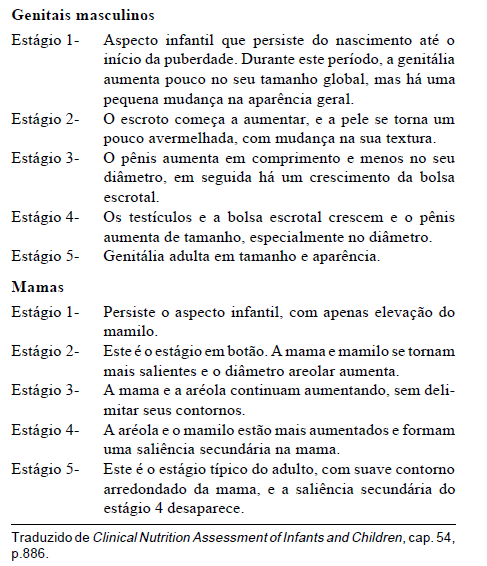 Genitais masculinos
Estágio 1- Aspecto infantil que persiste do nascimento até o
início da puberdade. Durante este período, a genitália
aumenta pouco no seu tamanho global, mas há uma
pequena mudança na aparência geral.
Estágio 2- O escroto começa a aumentar, e a pele se torna um
pouco avermelhada, com mudança na sua textura.
Estágio 3- O pênis aumenta em comprimento e menos no seu
diâmetro, em seguida há um crescimento da bolsa
escrotal.
Estágio 4- Os testículos e a bolsa escrotal crescem e o pênis
aumenta de tamanho, especialmente no diâmetro.
Estágio 5- Genitália adulta em tamanho e aparência.
Mamas
Estágio 1- Persiste o aspecto infantil, com apenas elevação do
mamilo.
Estágio 2- Este é o estágio em botão. A mama e mamilo se tornam
mais salientes e o diâmetro areolar aumenta.
Estágio 3- A mama e a aréola continuam aumentando, sem deli-
mitar seus contornos.
Estágio 4- A aréola e o mamilo estão mais aumentados e formam
uma saliência secundária na mama.
Estágio 5- Este é o estágio típico do adulto, com suave contorno
arredondado da mama, e a saliência secundária do
estágio 4 desaparece.
Traduzido de Clinical Nutrition Assessment of Infants and Children, cap. 54,
p.886.